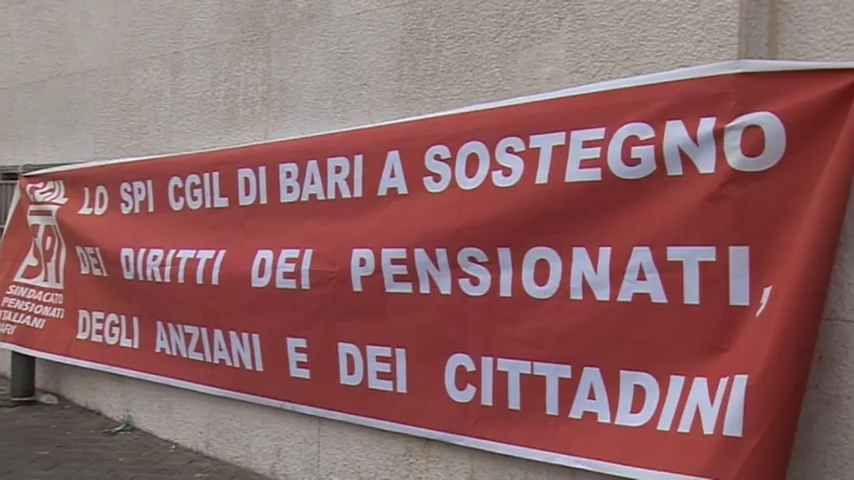 LO SPI CGIL DI BARI A SOSTEGNO
DEI DIRITTI DEI PENSIONATI,
DEGLI ANZIANI E DEI CITTADINI
CGIL
SPI
SINDACATO
PENSIONATI
ITALIANI
BARI